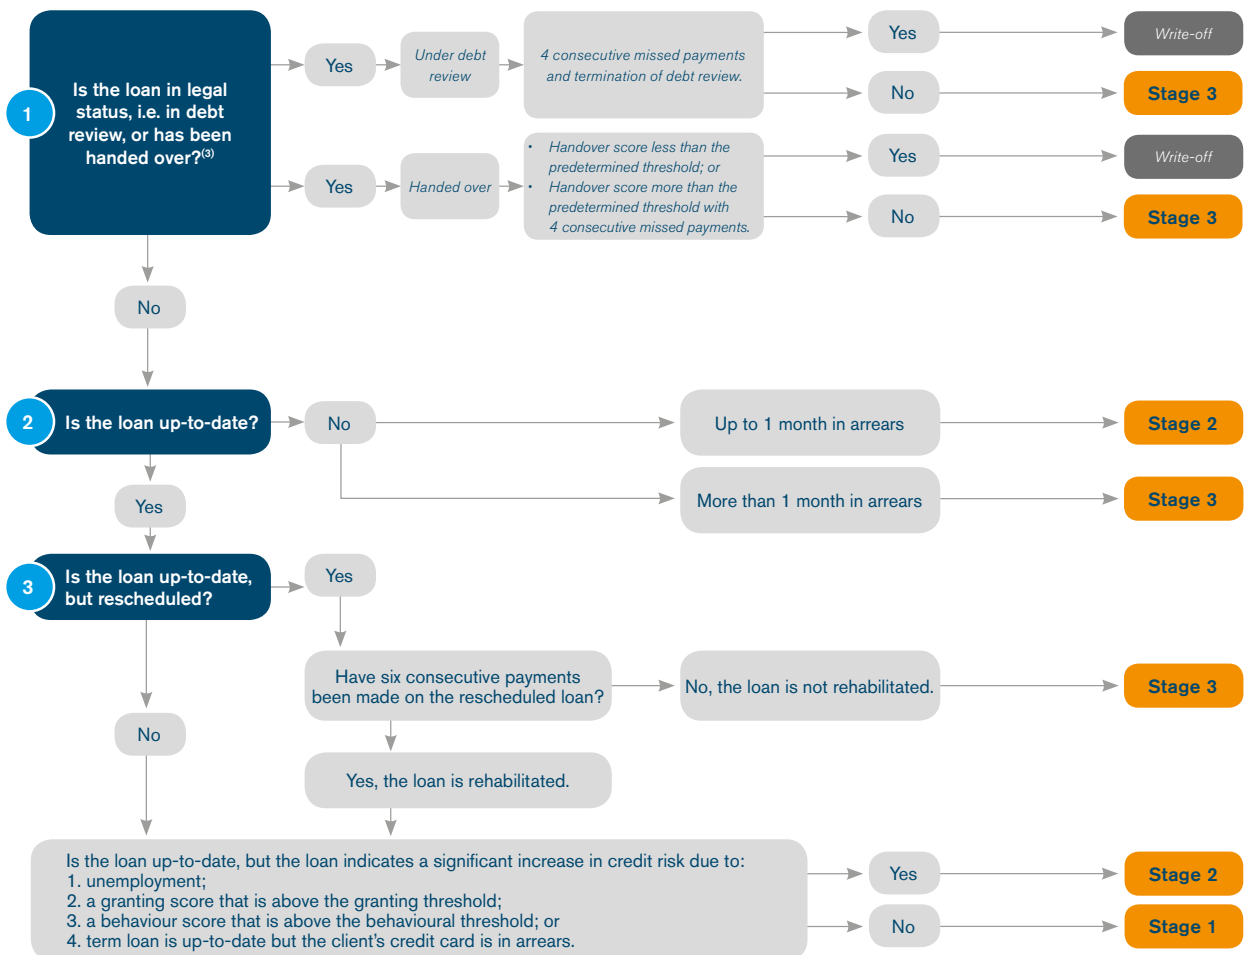 1
Is the loan in legal
status, i.e. in debt
review, or has been
handed over?(3)
Yes
Under debt
review
4 consecutive missed payments
and termination of debt review.
Yes
Write-off
No
Stage 3
Yes
Handed over
• Handover score less than the
predetermined threshold; or
• Handover score more than the
predetermined threshold with
4 consecutive missed payments.
Yes
Write-off
No
Stage 3
No
2
Is the loan up-to-date?
No
Up to 1 month in arrears
Stage 2
More than 1 month in arrears
Stage 3
Yes
3
Is the loan up-to-date,
but rescheduled?
Yes
Have six consecutive payments
been made on the rescheduled loan?
No, the loan is not rehabilitated.
Stage 3
No
Yes, the loan is rehabilitated.
Is the loan up-to-date, but the loan indicates a significant increase in credit risk due to:
1. unemployment;
2. a granting score that is above the granting threshold;
3. a behaviour score that is above the behavioural threshold; or
4. term loan is up-to-date but the client's credit card is in arrears.
Yes
Stage 2
No
Stage 1